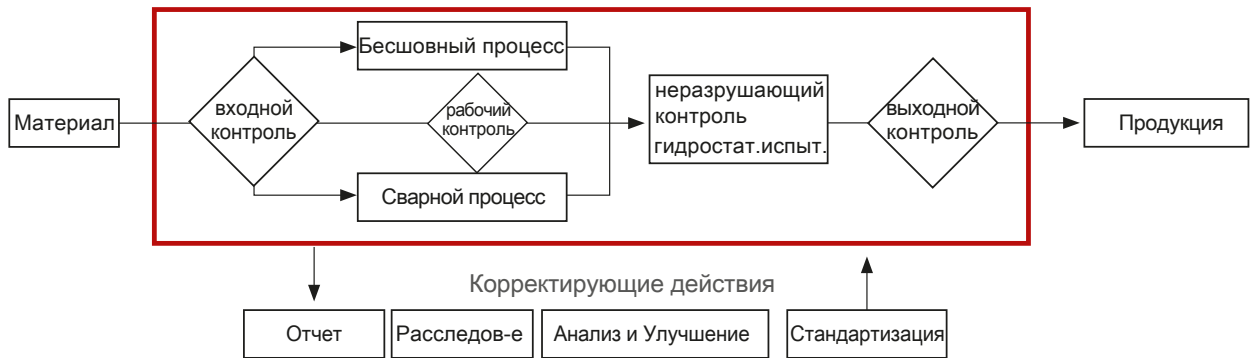 Бесшовный процесс
Материал
входной
контроль
рабочий
контроль
Сварной процесс
неразрушающий
контроль
гидростат.испыт.
выходной
контроль
Продукция
Корректирующие действия
Отчет
Расследов-е
Анализ и Улучшение
Стандартизация